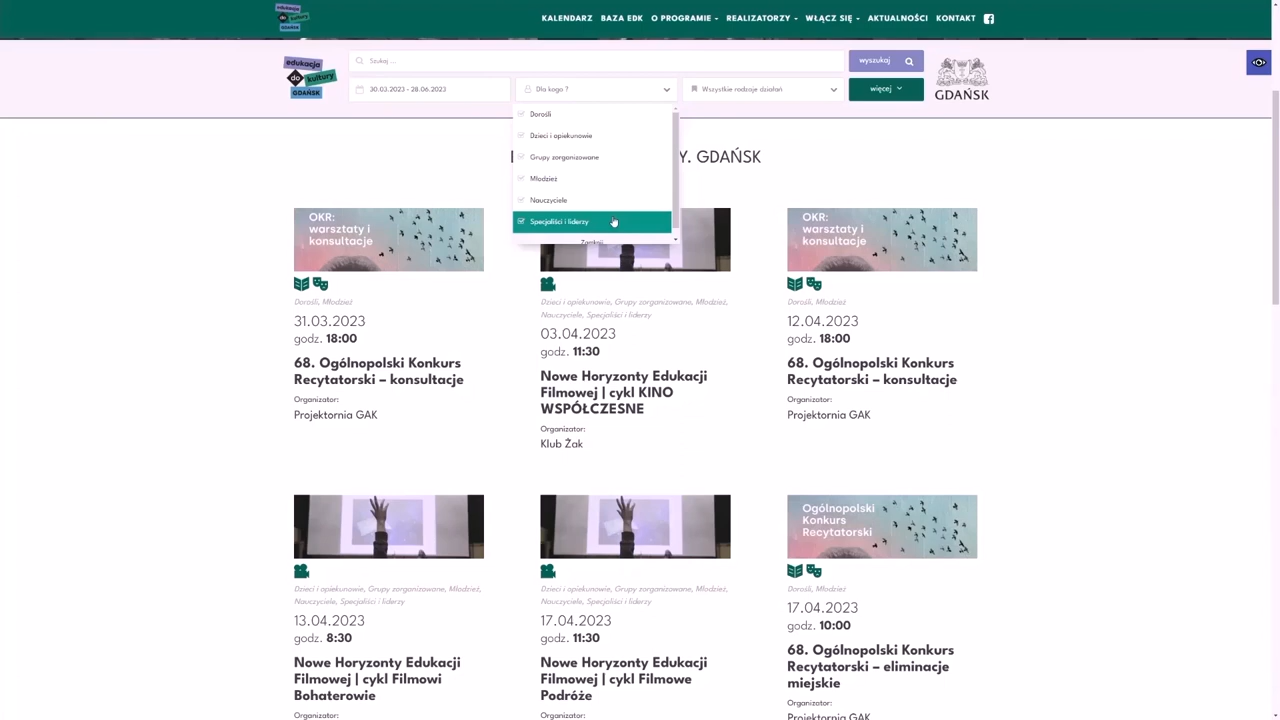 edukacja
do kultury
GDAŃSK
KALENDARZ BAZA EDK O PROGRAMIE REALIZATORZY WŁĄCZ SIĘ AKTUALNOŚCI KONTAKT
edukacja
do kultury
GDAŃSK
Szukaj ...
wyszukaj
30.03.2023 - 28.06.2023
Dla kogo ?
Wszystkie rodzaje działań
więcej
GDAŃSK
Dorośli
Dzieci i opiekunowie
Grupy zorganizowane
Młodzież
Nauczyciele
Specjaliści i liderzy
Zamknij
Y. GDAŃSK
OKR:
warsztaty i
konsultacje
Dorośli, Młodzież
31.03.2023
godz. 18:00
68. Ogólnopolski Konkurs
Recytatorski – konsultacje
Organizator:
Projektornia GAK
Dzieci i opiekunowie, Grupy zorganizowane, Młodzież,
Nauczyciele, Specjaliści i liderzy
03.04.2023
godz. 11:30
Nowe Horyzonty Edukacji
Filmowej | cykl KINO
WSPÓŁCZESNE
Organizator:
Klub Żak
OKR:
warsztaty i
konsultacje
Dorośli, Młodzież
12.04.2023
godz. 18:00
68. Ogólnopolski Konkurs
Recytatorski – konsultacje
Organizator:
Projektornia GAK
Dzieci i opiekunowie, Grupy zorganizowane, Młodzież,
Nauczyciele, Specjaliści i liderzy
13.04.2023
godz. 8:30
Nowe Horyzonty Edukacji
Filmowej | cykl Filmowi
Bohaterowie
Organizator:
Dzieci i opiekunowie, Grupy zorganizowane, Młodzież,
Nauczyciele, Specjaliści i liderzy
17.04.2023
godz. 11:30
Nowe Horyzonty Edukacji
Filmowej | cykl Filmowe
Podróże
Organizator:
Ogólnopolski
Konkurs
Recytatorski
Dorośli, Młodzież
17.04.2023
godz. 10:00
68. Ogólnopolski Konkurs
Recytatorski – eliminacje
miejskie
Organizator:
Projektornia GAK